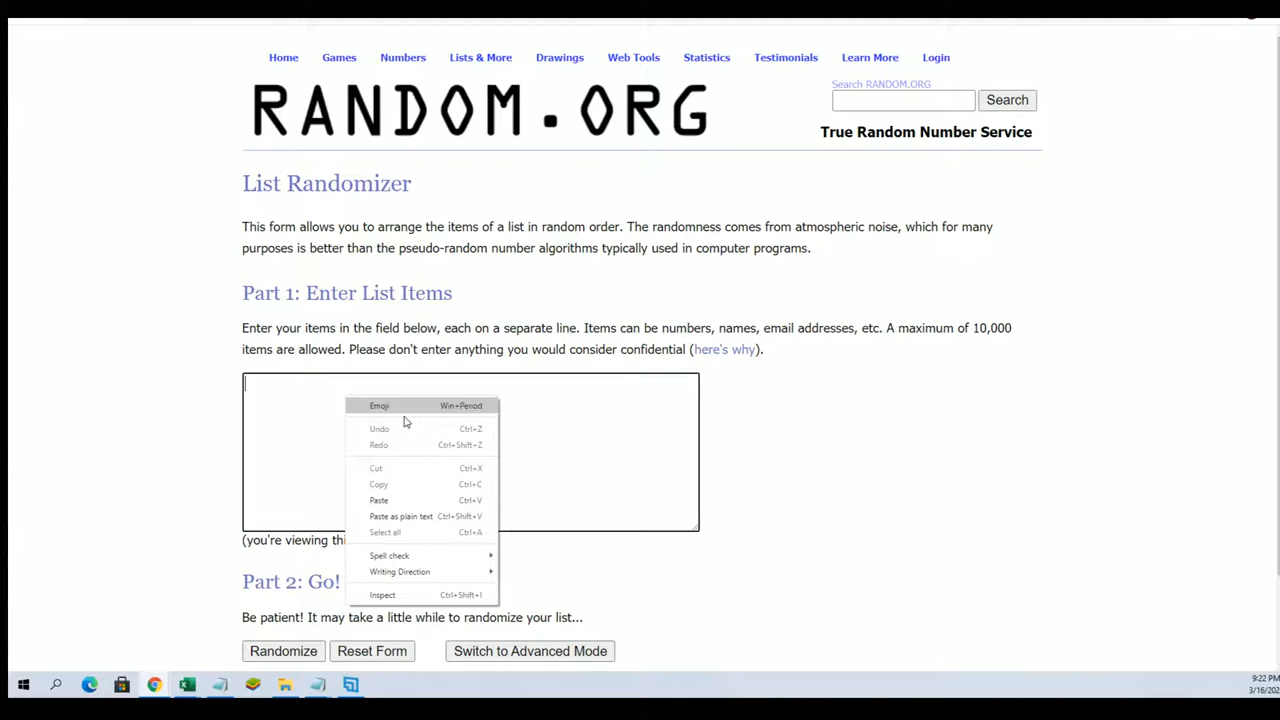 Home Games Numbers Lists & More Drawings Web Tools Statistics Testimonials Learn More Login
RANDOM.ORG
Search RANDOM.ORG
Search
True Random Number Service
List Randomizer
This form allows you to arrange the items of a list in random order. The randomness comes from atmospheric noise, which for many
purposes is better than the pseudo-random number algorithms typically used in computer programs.
Part 1: Enter List Items
Enter your items in the field below, each on a separate line. Items can be numbers, names, email addresses, etc. A maximum of 10,000
items are allowed. Please don't enter anything you would consider confidential (here's why).
Emoji Win+Period
Undo Ctrl+Z
Redo Ctrl+Shift+Z
Cut Ctrl+X
Copy Ctrl+C
Paste Ctrl+V
Paste as plain text Ctrl+Shift+V
Select all Ctrl+A
Spell check
Writing Direction
Inspect Ctrl+Shift+I
(you're viewing
Part 2: Go!
Be patient! It may take a little while to randomize your list...
Randomize Reset Form Switch to Advanced Mode
9:22 PM